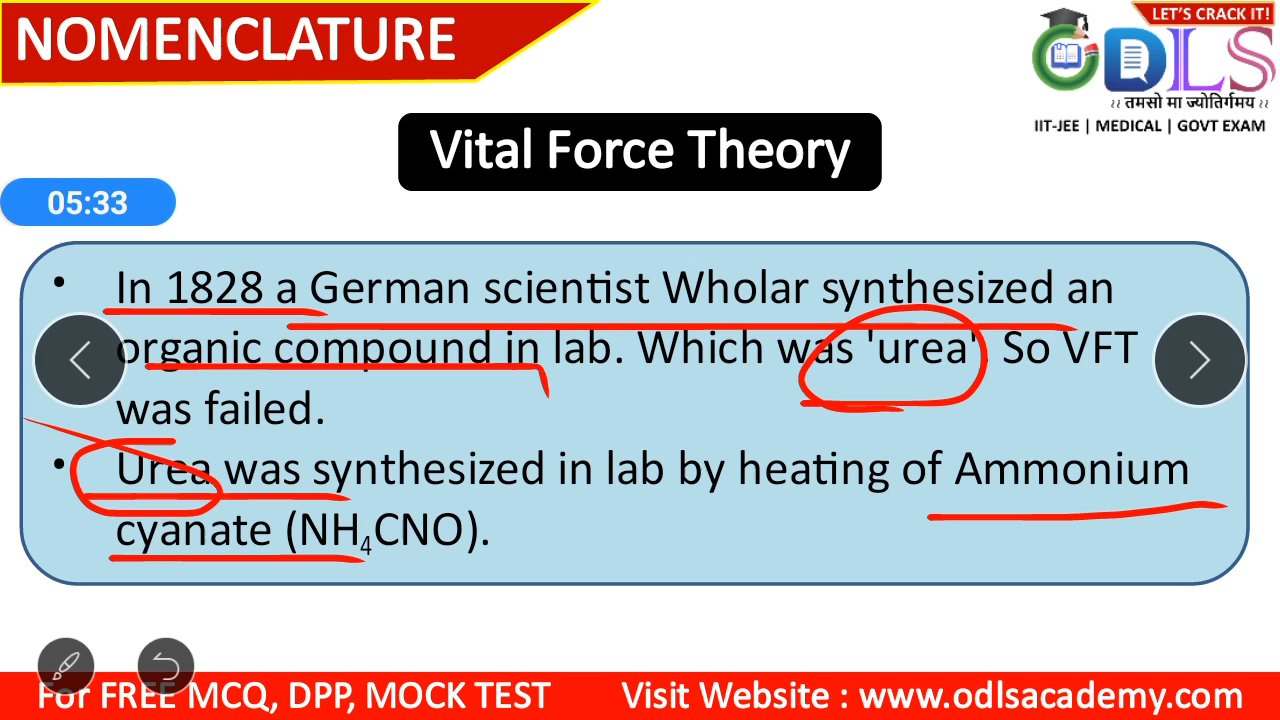 NOMENCLATURE
LET'S CRACK IT!
ODLS
~~ तमसो मा ज्योतिर्गमय ~~
IIT-JEE | MEDICAL | GOVT EXAM
Vital Force Theory
05:33
• In 1828 a German scientist Wholar synthesized an
organic compound in lab. Which was 'urea'. So VFT
was failed.
• Urea was synthesized in lab by heating of Ammonium
cyanate (NH₄CNO).
For FREE MCQ, DPP, MOCK TEST Visit Website : www.odlsacademy.com